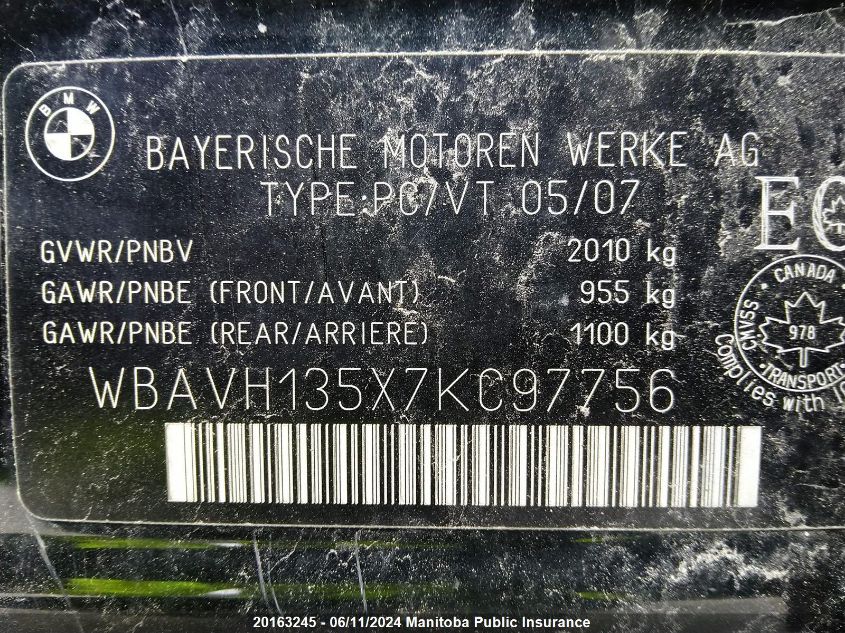 BMW
BAYERISCHE MOTOREN WERKE AG
TYPE:PC/VT 05/07
GVWR/PNBV 2010 kg
GAWR/PNBE (FRONT/AVANT) 955 kg
GAWR/PNBE (REAR/ARRIERE) 1100 kg
WBAVH135X7KC97756
CANADA
978
TRANSPORT
Complies with
20163245 - 06/11/2024 Manitoba Public Insurance